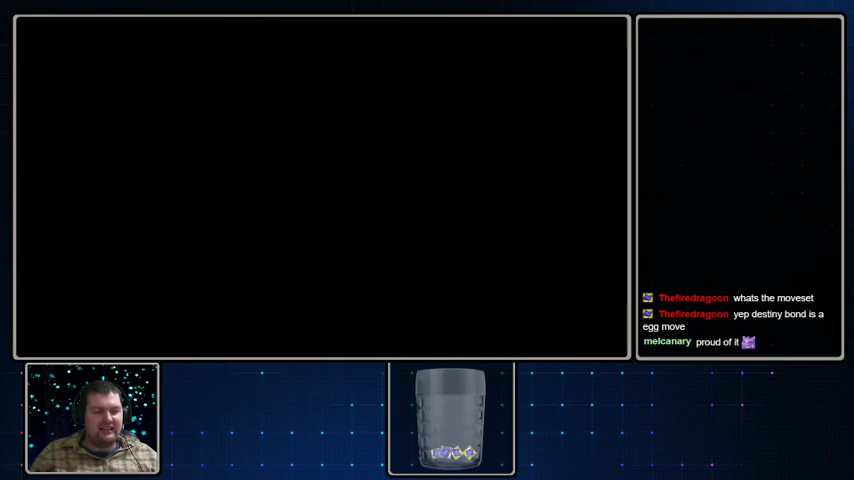 Thefiredragoon whats the moveset
Thefiredragoon yep destiny bond is a
egg move
melcanary proud of it